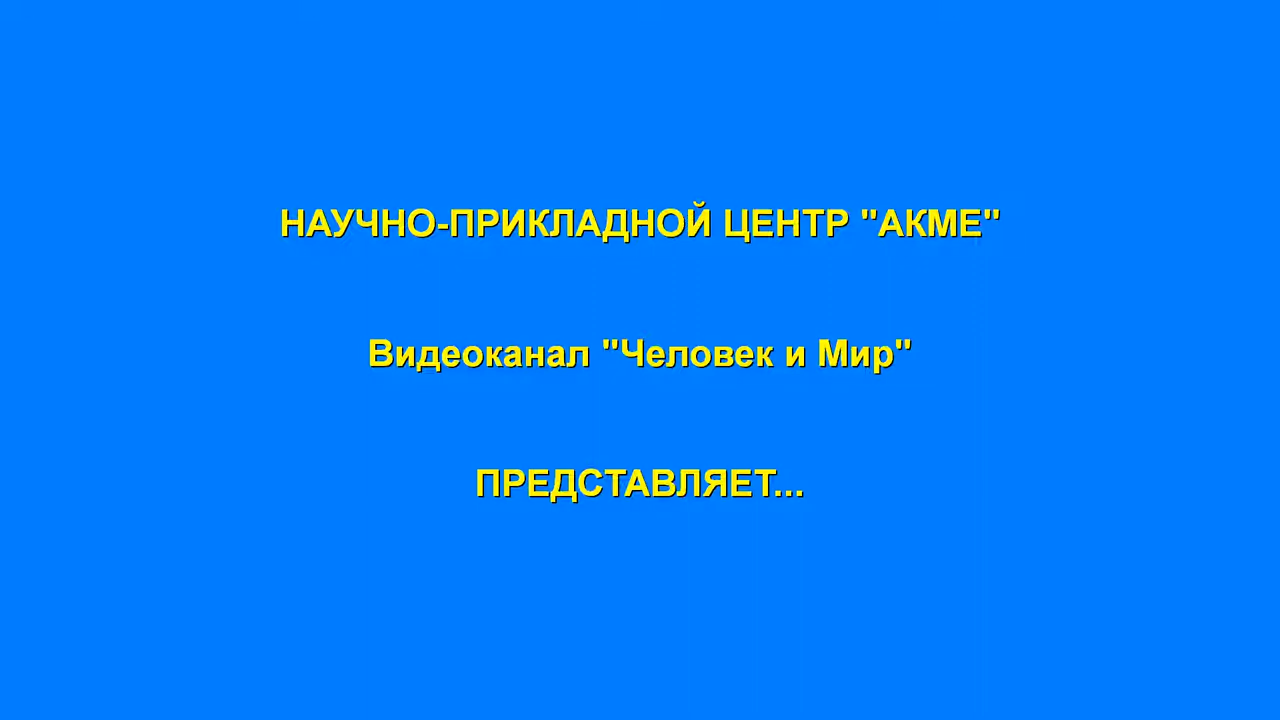 НАУЧНО-ПРИКЛАДНОЙ ЦЕНТР "АКМЕ"
Видеоканал "Человек и Мир"
ПРЕДСТАВЛЯЕТ...